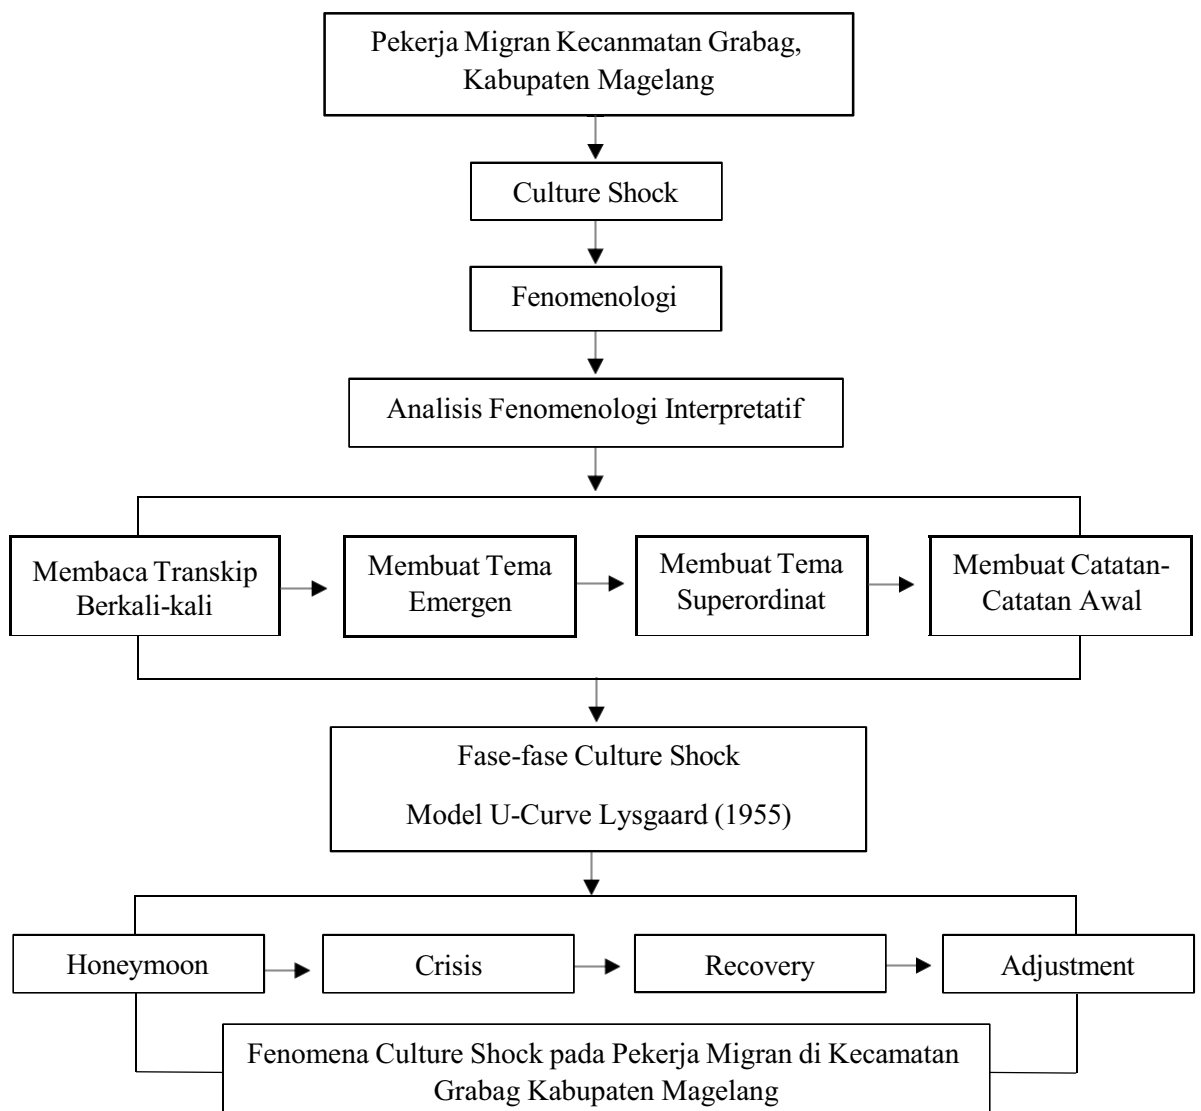 Pekerja Migran Kecanmatan Grabag,
Kabupaten Magelang
Culture Shock
Fenomenologi
Analisis Fenomenologi Interpretatif
Membaca Transkip
Berkali-kali
Membuat Tema
Emergen
Membuat Tema
Superordinat
Membuat Catatan-
Catatan Awal
Fase-fase Culture Shock
Model U-Curve Lysgaard (1955)
Honeymoon
Crisis
Recovery
Adjustment
Fenomena Culture Shock pada Pekerja Migran di Kecamatan
Grabag Kabupaten Magelang